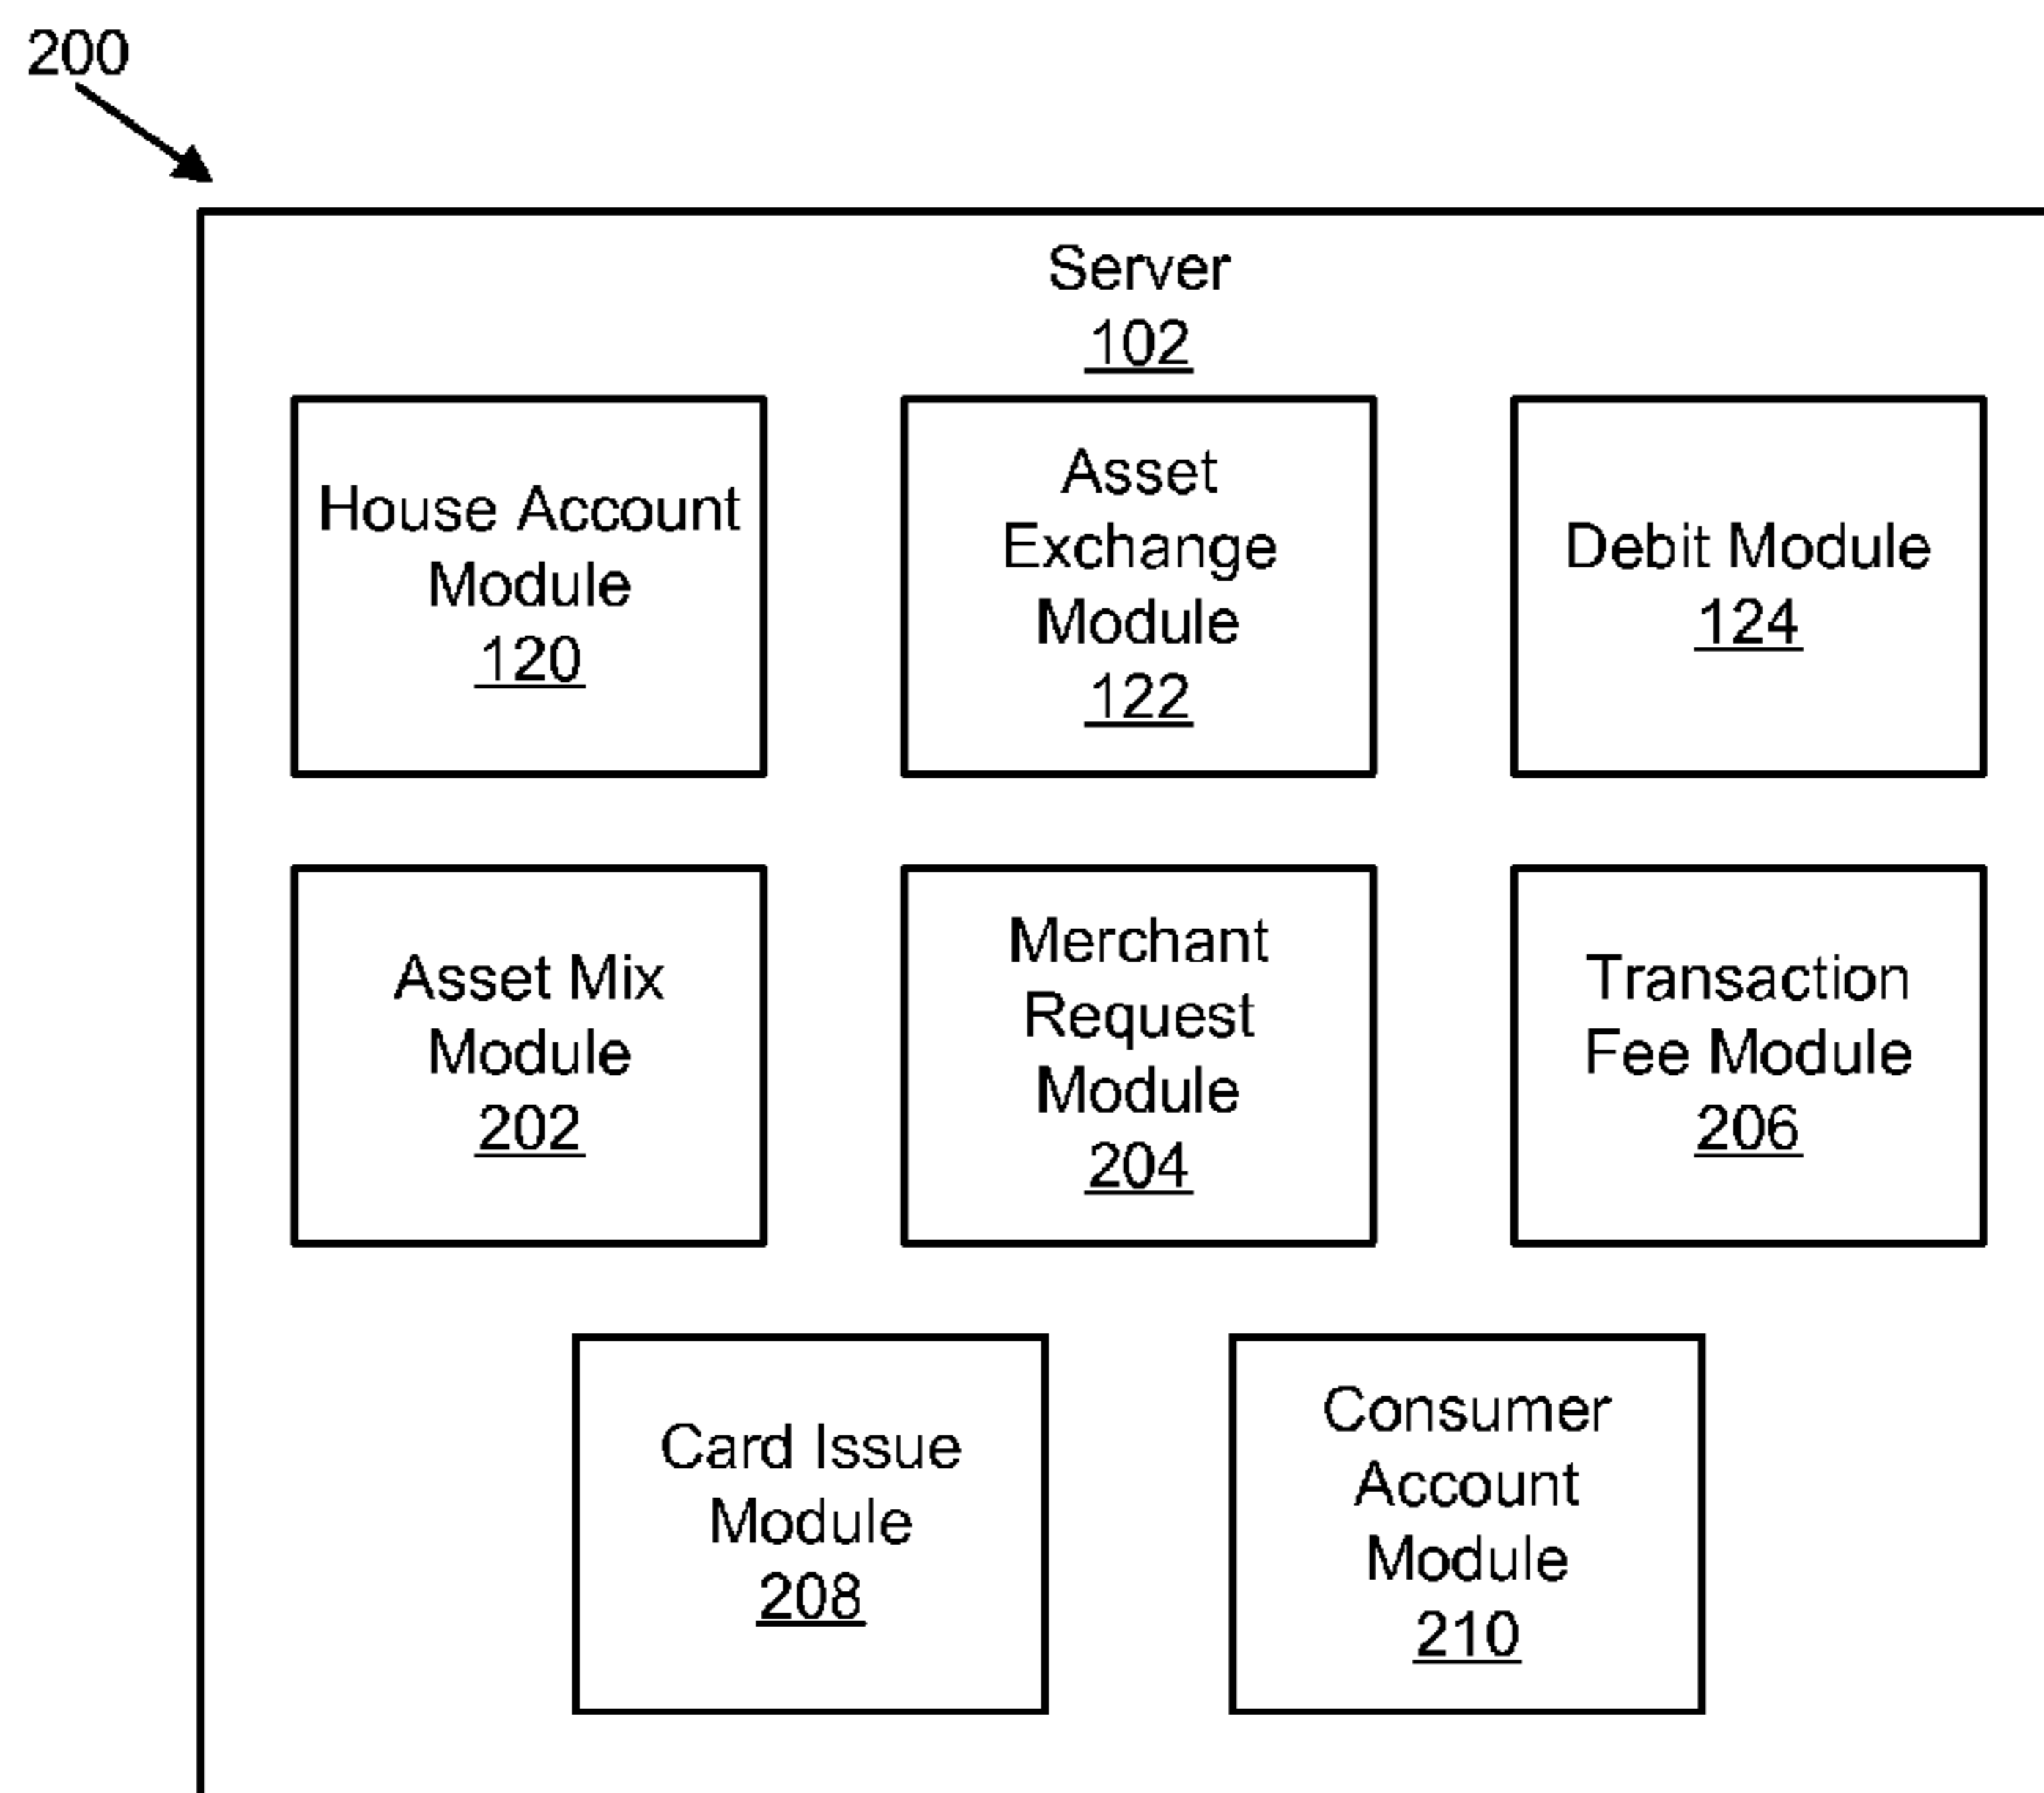 200
Server
102
House Account
Module
120
Asset
Exchange
Module
122
Debit Module
124
Asset Mix
Module
202
Merchant
Request
Module
204
Transaction
Fee Module
206
Card Issue
Module
208
Consumer
Account
Module
210